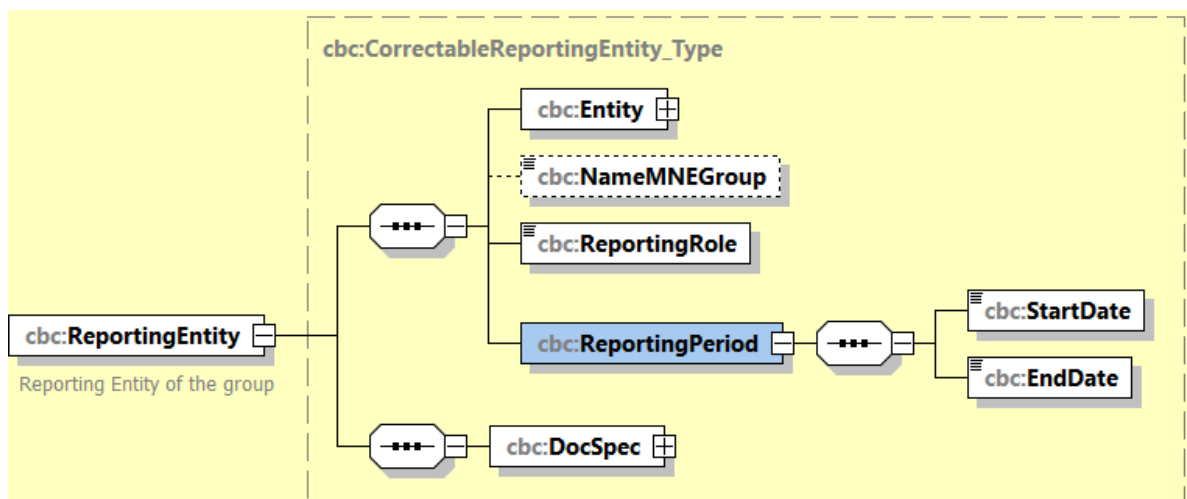 cbc:CorrectableReportingEntity_Type
cbc:Entity
cbc:NameMNEGroup
cbc:ReportingRole
cbc:StartDate
cbc:ReportingEntity
cbc:ReportingPeriod
cbc:EndDate
Reporting Entity of the group
cbc:DocSpec